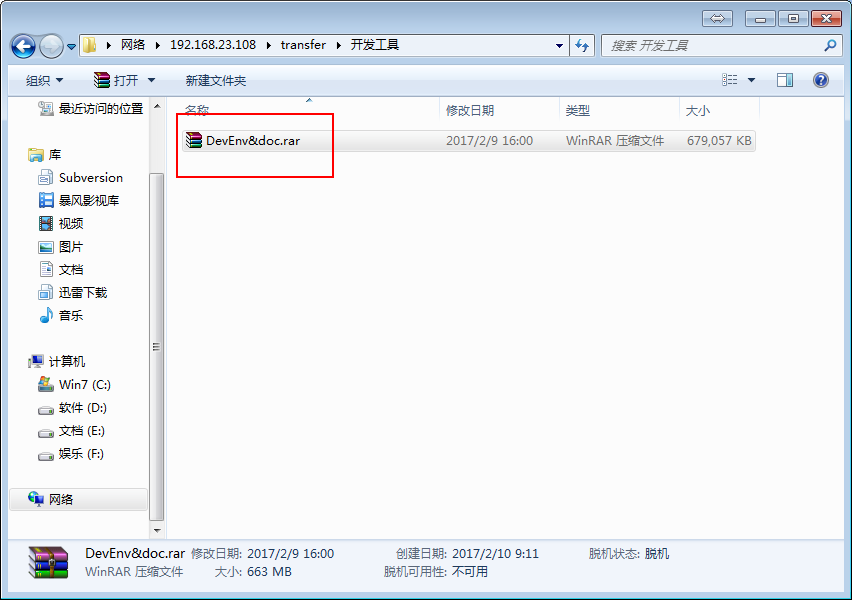 网络 192.168.23.108 transfer 开发工具
搜索 开发工具
组织 打开 新建文件夹
最近访问的位置
库
Subversion
暴风影视库
视频
图片
文档
迅雷下载
音乐
计算机
Win7 (C:)
软件 (D:)
文档 (E:)
娱乐 (F:)
网络
名称 修改日期 类型 大小
DevEnv&doc.rar 2017/2/9 16:00 WinRAR 压缩文件 679,057 KB
DevEnv&doc.rar 修改日期: 2017/2/9 16:00 创建日期: 2017/2/10 9:11 脱机状态: 脱机
WinRAR 压缩文件 大小: 663 MB 脱机可用性: 不可用